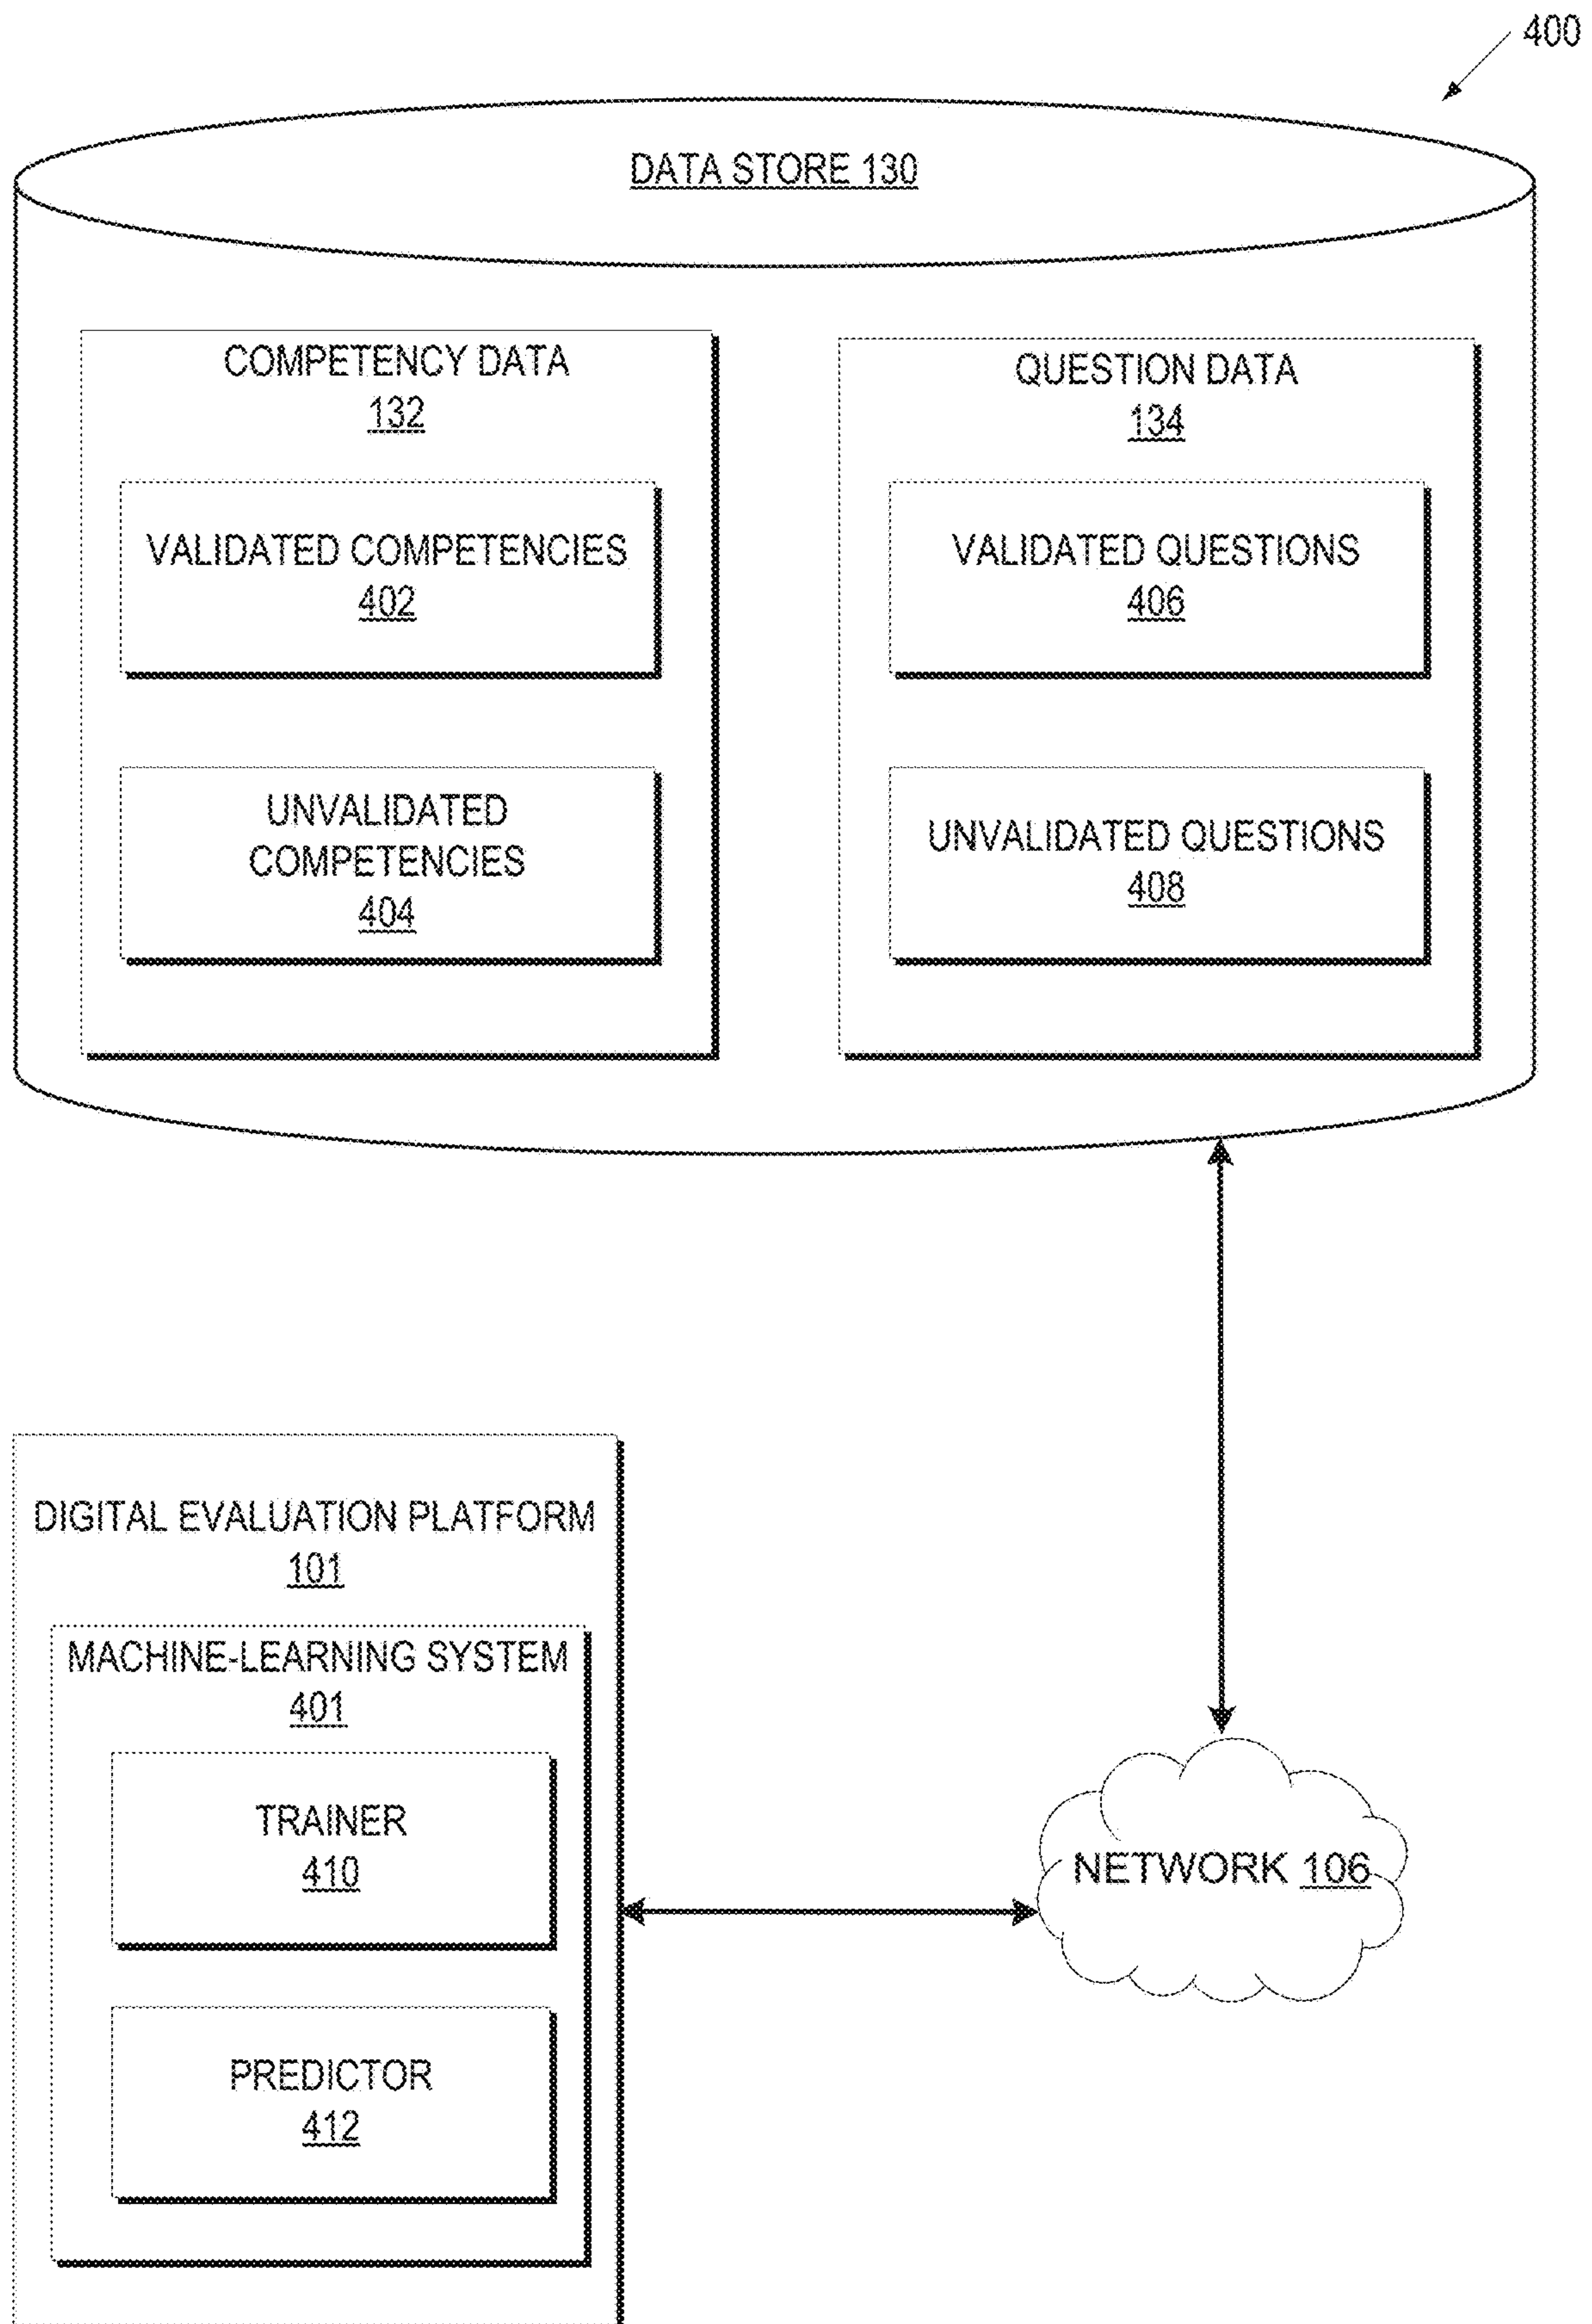 400
DATA STORE 130
COMPETENCY DATA
132
VALIDATED COMPETENCIES
402
UNVALIDATED
COMPETENCIES
404
QUESTION DATA
134
VALIDATED QUESTIONS
406
UNVALIDATED QUESTIONS
408
DIGITAL EVALUATION PLATFORM
101
MACHINE-LEARNING SYSTEM
401
TRAINER
410
PREDICTOR
412
NETWORK 106